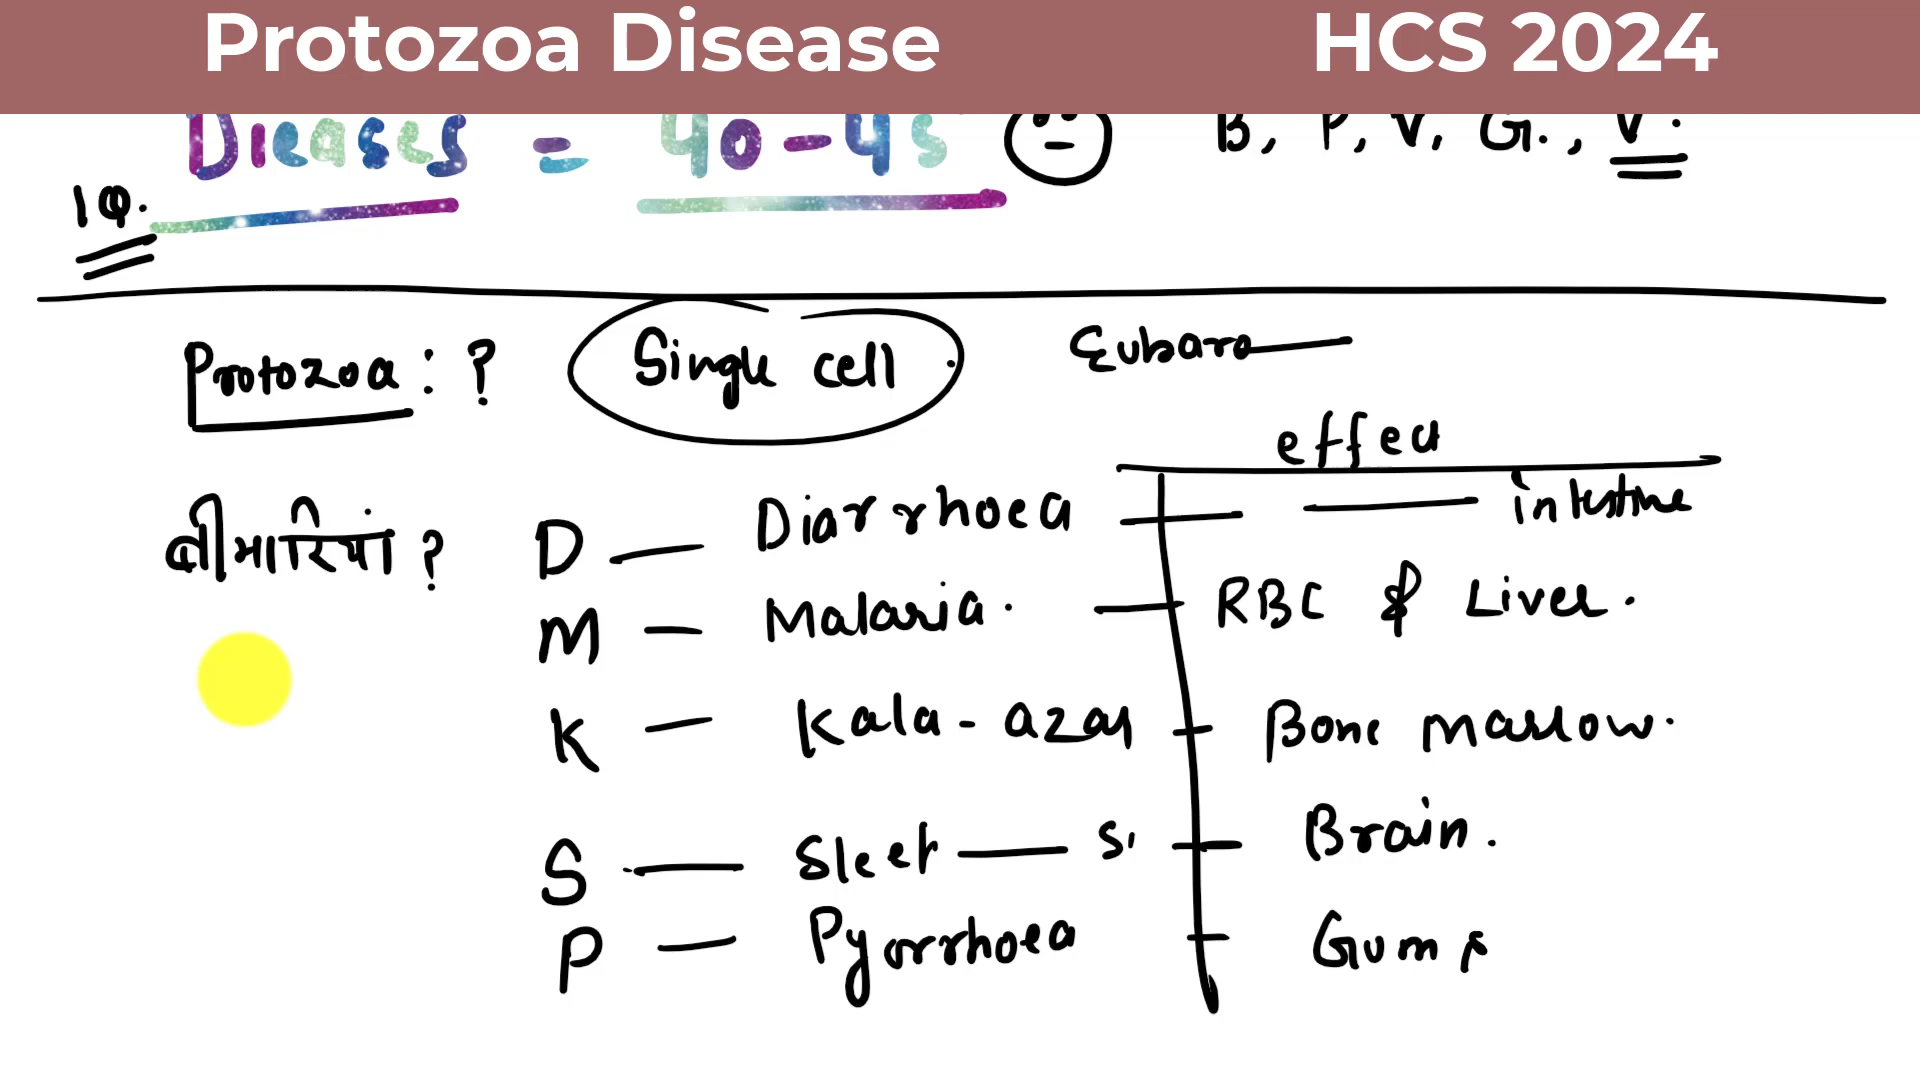 Protozoa Disease HCS 2024
Dieases = 40-45 B, P, V, G., V.
1Q.
Protozoa : ? Single cell. Eubaro
effect
बीमारियां ? D — Diarrhoea — intestine
M — Malaria. — RBC & Liver.
K — Kala-azar — Bone marrow.
S — Sleep — S. — Brain.
P — Pyorrhoea — Gums